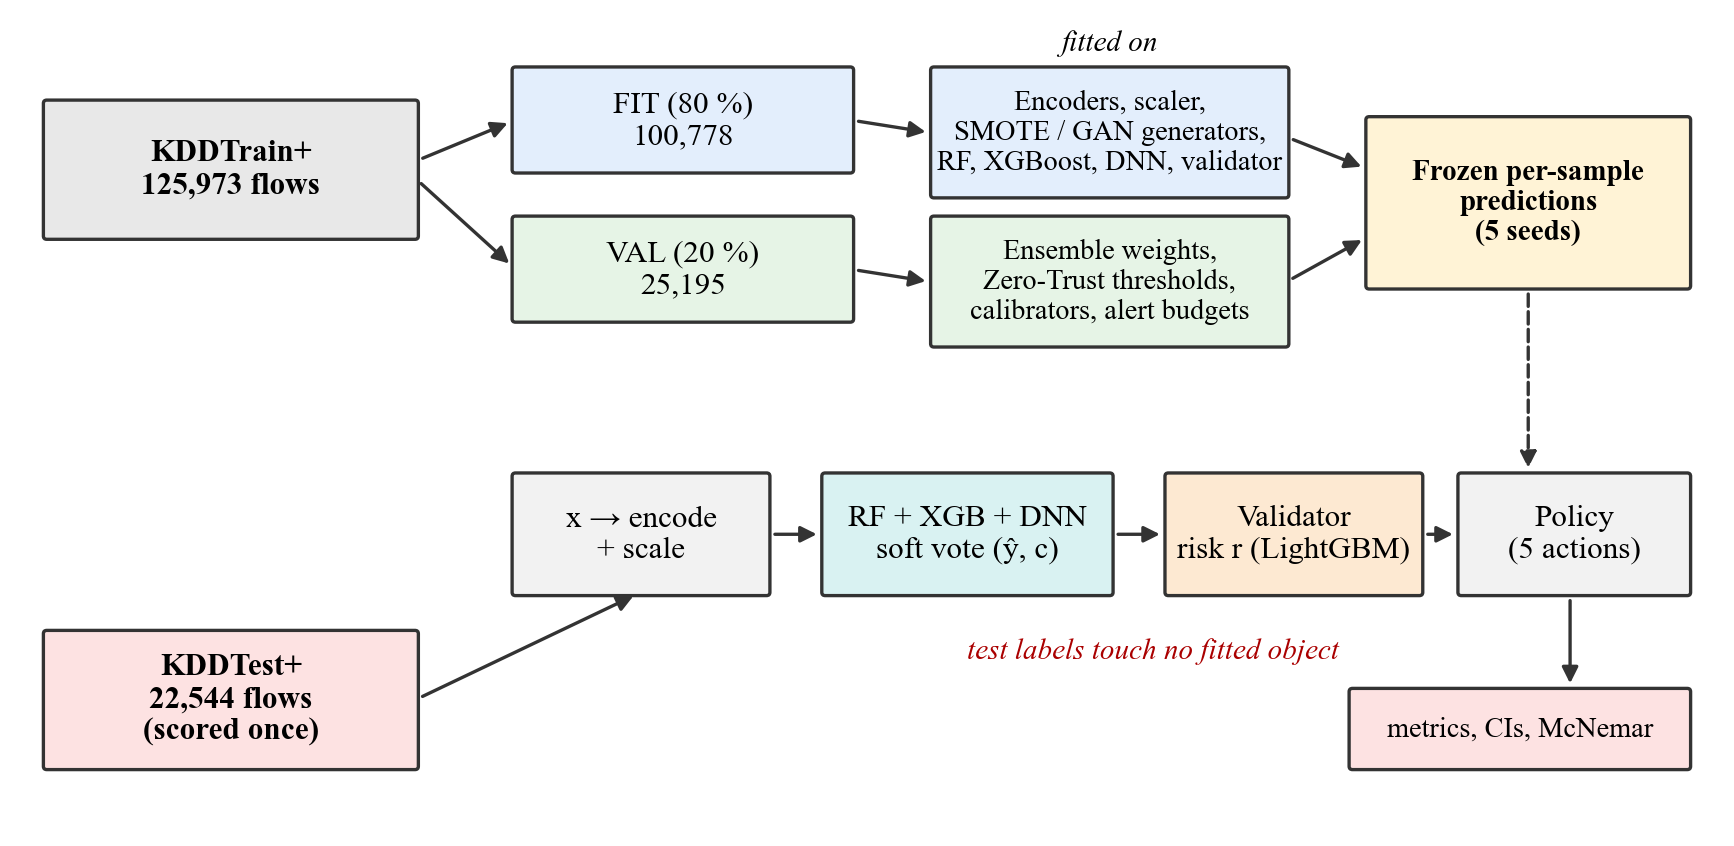 fitted on
KDDTrain+
125,973 flows
FIT (80 %)
100,778
Encoders, scaler,
SMOTE / GAN generators,
RF, XGBoost, DNN, validator
VAL (20 %)
25,195
Ensemble weights,
Zero-Trust thresholds,
calibrators, alert budgets
Frozen per-sample
predictions
(5 seeds)
x → encode
+ scale
RF + XGB + DNN
soft vote (ŷ, c)
Validator
risk r (LightGBM)
Policy
(5 actions)
KDDTest+
22,544 flows
(scored once)
test labels touch no fitted object
metrics, CIs, McNemar